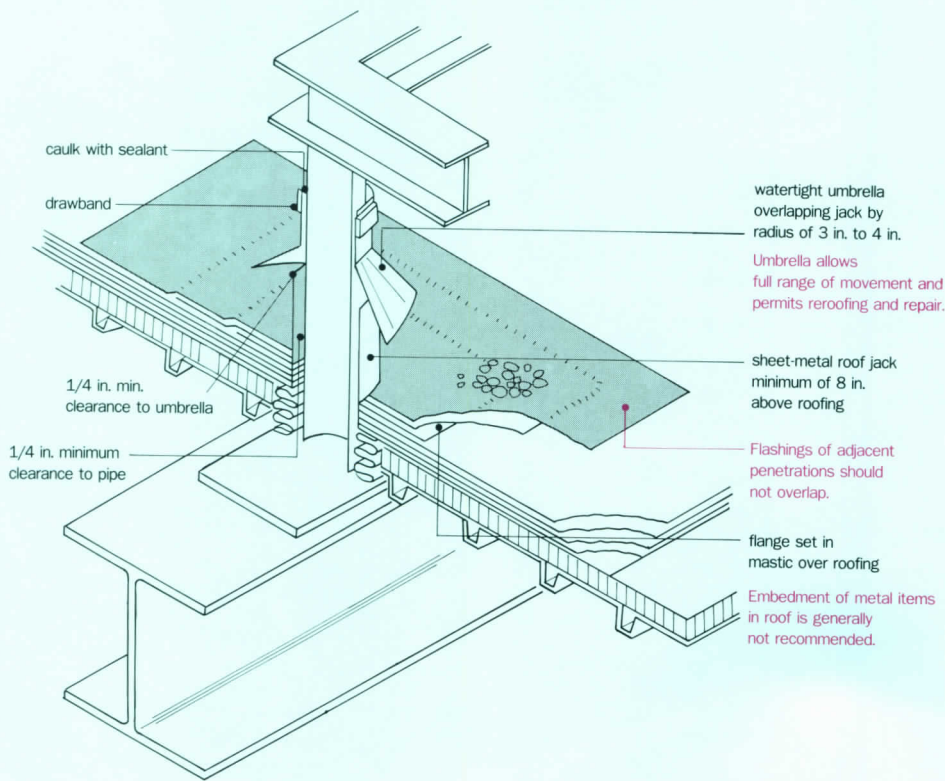 caulk with sealant
drawband
1/4 in. min.
clearance to umbrella
1/4 in. minimum
clearance to pipe
watertight umbrella
overlapping jack by
radius of 3 in. to 4 in.
Umbrella allows
full range of movement and
permits reroofing and repair.
sheet-metal roof jack
minimum of 8 in.
above roofing
Flashings of adjacent
penetrations should
not overlap.
flange set in
mastic over roofing
Embedment of metal items
in roof is generally
not recommended.